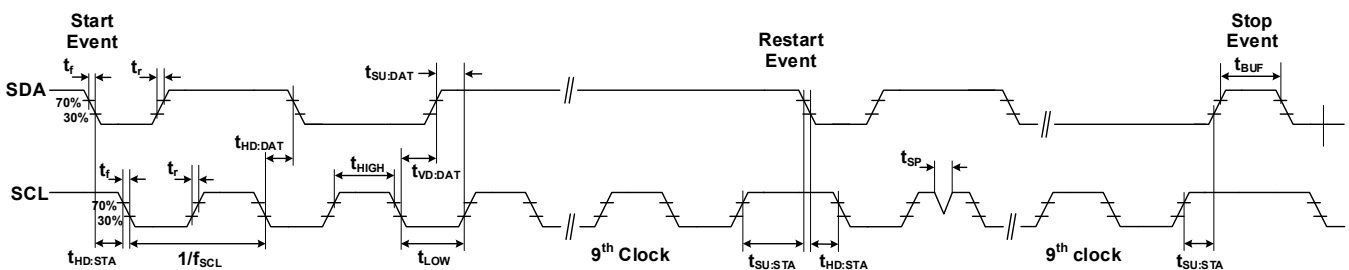 Start
Event
Restart
Event
Stop
Event
tf
tr
tSU:DAT
tBUF
SDA
70%
30%
tHD:DAT
tHIGH
tVD:DAT
tSP
tf
tr
SCL
70%
30%
tHD:STA
1/fSCL
tLOW
9th Clock
tSU:STA
tHD:STA
9th clock
tSU:STA